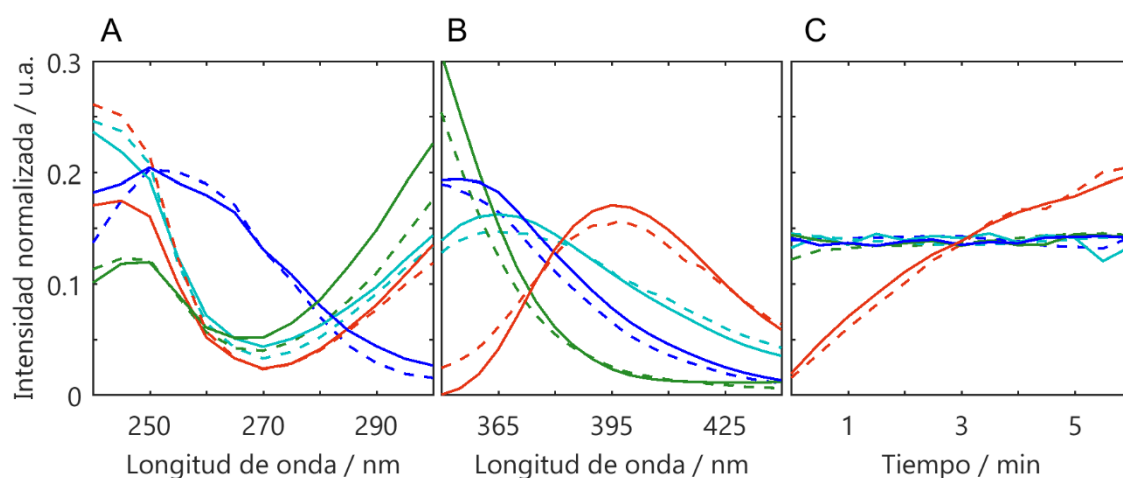 A B C
Intensidad normalizada / u.a.
0.3
0.2
0.1
0
250 270 290 365 395 425 1 3 5
Longitud de onda / nm Longitud de onda / nm Tiempo / min